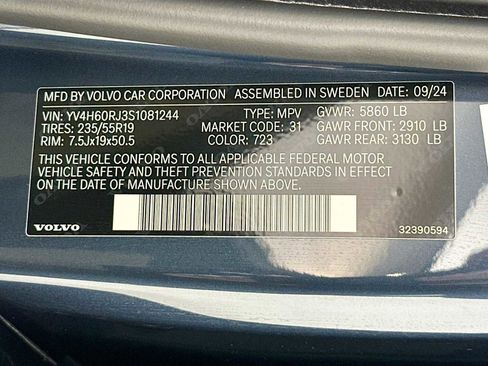 MFD BY VOLVO CAR CORPORATION ASSEMBLED IN SWEDEN DATE: 09/24
VIN: YV4H60RJ3S1081244 TYPE: MPV GVWR: 5860 LB
TIRES: 235/55R19 MARKET CODE: 31 GAWR FRONT: 2910 LB
RIM: 7.5Jx19x50.5 COLOR: 723 GAWR REAR: 3130 LB
THIS VEHICLE CONFORMS TO ALL APPLICABLE FEDERAL MOTOR
VEHICLE SAFETY AND THEFT PREVENTION STANDARDS IN
EFFECT ON THE DATE OF MANUFACTURE SHOWN ABOVE.
VOLVO 32390594